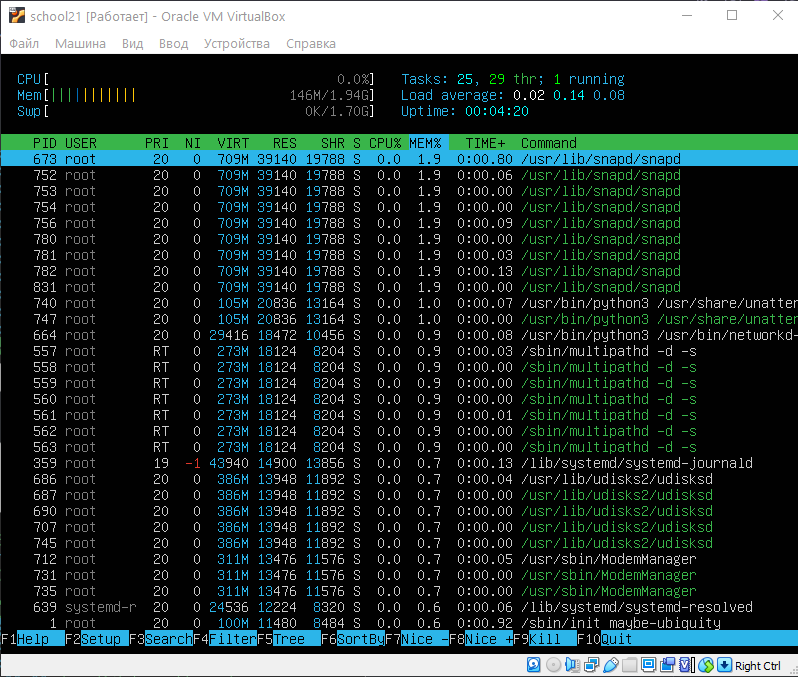 school21 [Работает] - Oracle VM VirtualBox
Файл Машина Вид Ввод Устройства Справка
CPU[ 0.0%] Tasks: 25, 29 thr; 1 running
Mem[||||||||||| 146M/1.94G] Load average: 0.02 0.14 0.08
Swp[ 0K/1.70G] Uptime: 00:04:20
PID USER PRI NI VIRT RES SHR S CPU% MEM% TIME+ Command
673 root 20 0 709M 39140 19788 S 0.0 1.9 0:00.80 /usr/lib/snapd/snapd
752 root 20 0 709M 39140 19788 S 0.0 1.9 0:00.06 /usr/lib/snapd/snapd
753 root 20 0 709M 39140 19788 S 0.0 1.9 0:00.00 /usr/lib/snapd/snapd
754 root 20 0 709M 39140 19788 S 0.0 1.9 0:00.00 /usr/lib/snapd/snapd
756 root 20 0 709M 39140 19788 S 0.0 1.9 0:00.09 /usr/lib/snapd/snapd
780 root 20 0 709M 39140 19788 S 0.0 1.9 0:00.00 /usr/lib/snapd/snapd
781 root 20 0 709M 39140 19788 S 0.0 1.9 0:00.03 /usr/lib/snapd/snapd
782 root 20 0 709M 39140 19788 S 0.0 1.9 0:00.13 /usr/lib/snapd/snapd
831 root 20 0 709M 39140 19788 S 0.0 1.9 0:00.00 /usr/lib/snapd/snapd
740 root 20 0 105M 20836 13164 S 0.0 1.0 0:00.07 /usr/bin/python3 /usr/share/unatten
747 root 20 0 105M 20836 13164 S 0.0 1.0 0:00.00 /usr/bin/python3 /usr/share/unatten
664 root 20 0 29416 18472 10456 S 0.0 0.9 0:00.08 /usr/bin/python3 /usr/bin/networkd-
557 root RT 0 273M 18124 8204 S 0.0 0.9 0:00.03 /sbin/multipathd -d -s
558 root RT 0 273M 18124 8204 S 0.0 0.9 0:00.00 /sbin/multipathd -d -s
559 root RT 0 273M 18124 8204 S 0.0 0.9 0:00.00 /sbin/multipathd -d -s
560 root RT 0 273M 18124 8204 S 0.0 0.9 0:00.00 /sbin/multipathd -d -s
561 root RT 0 273M 18124 8204 S 0.0 0.9 0:00.01 /sbin/multipathd -d -s
562 root RT 0 273M 18124 8204 S 0.0 0.9 0:00.00 /sbin/multipathd -d -s
563 root RT 0 273M 18124 8204 S 0.0 0.9 0:00.00 /sbin/multipathd -d -s
359 root 19 -1 43940 14900 13856 S 0.0 0.7 0:00.13 /lib/systemd/systemd-journald
686 root 20 0 386M 13948 11892 S 0.0 0.7 0:00.04 /usr/lib/udisks2/udisksd
687 root 20 0 386M 13948 11892 S 0.0 0.7 0:00.00 /usr/lib/udisks2/udisksd
690 root 20 0 386M 13948 11892 S 0.0 0.7 0:00.00 /usr/lib/udisks2/udisksd
707 root 20 0 386M 13948 11892 S 0.0 0.7 0:00.00 /usr/lib/udisks2/udisksd
745 root 20 0 386M 13948 11892 S 0.0 0.7 0:00.00 /usr/lib/udisks2/udisksd
712 root 20 0 311M 13476 11576 S 0.0 0.7 0:00.05 /usr/sbin/ModemManager
731 root 20 0 311M 13476 11576 S 0.0 0.7 0:00.00 /usr/sbin/ModemManager
735 root 20 0 311M 13476 11576 S 0.0 0.7 0:00.00 /usr/sbin/ModemManager
639 systemd-r 20 0 24536 12224 8320 S 0.0 0.6 0:00.06 /lib/systemd/systemd-resolved
1 root 20 0 100M 11480 8484 S 0.0 0.6 0:00.92 /sbin/init maybe-ubiquity
F1Help F2Setup F3SearchF4FilterF5Tree F6SortByF7Nice -F8Nice +F9Kill F10Quit
Right Ctrl